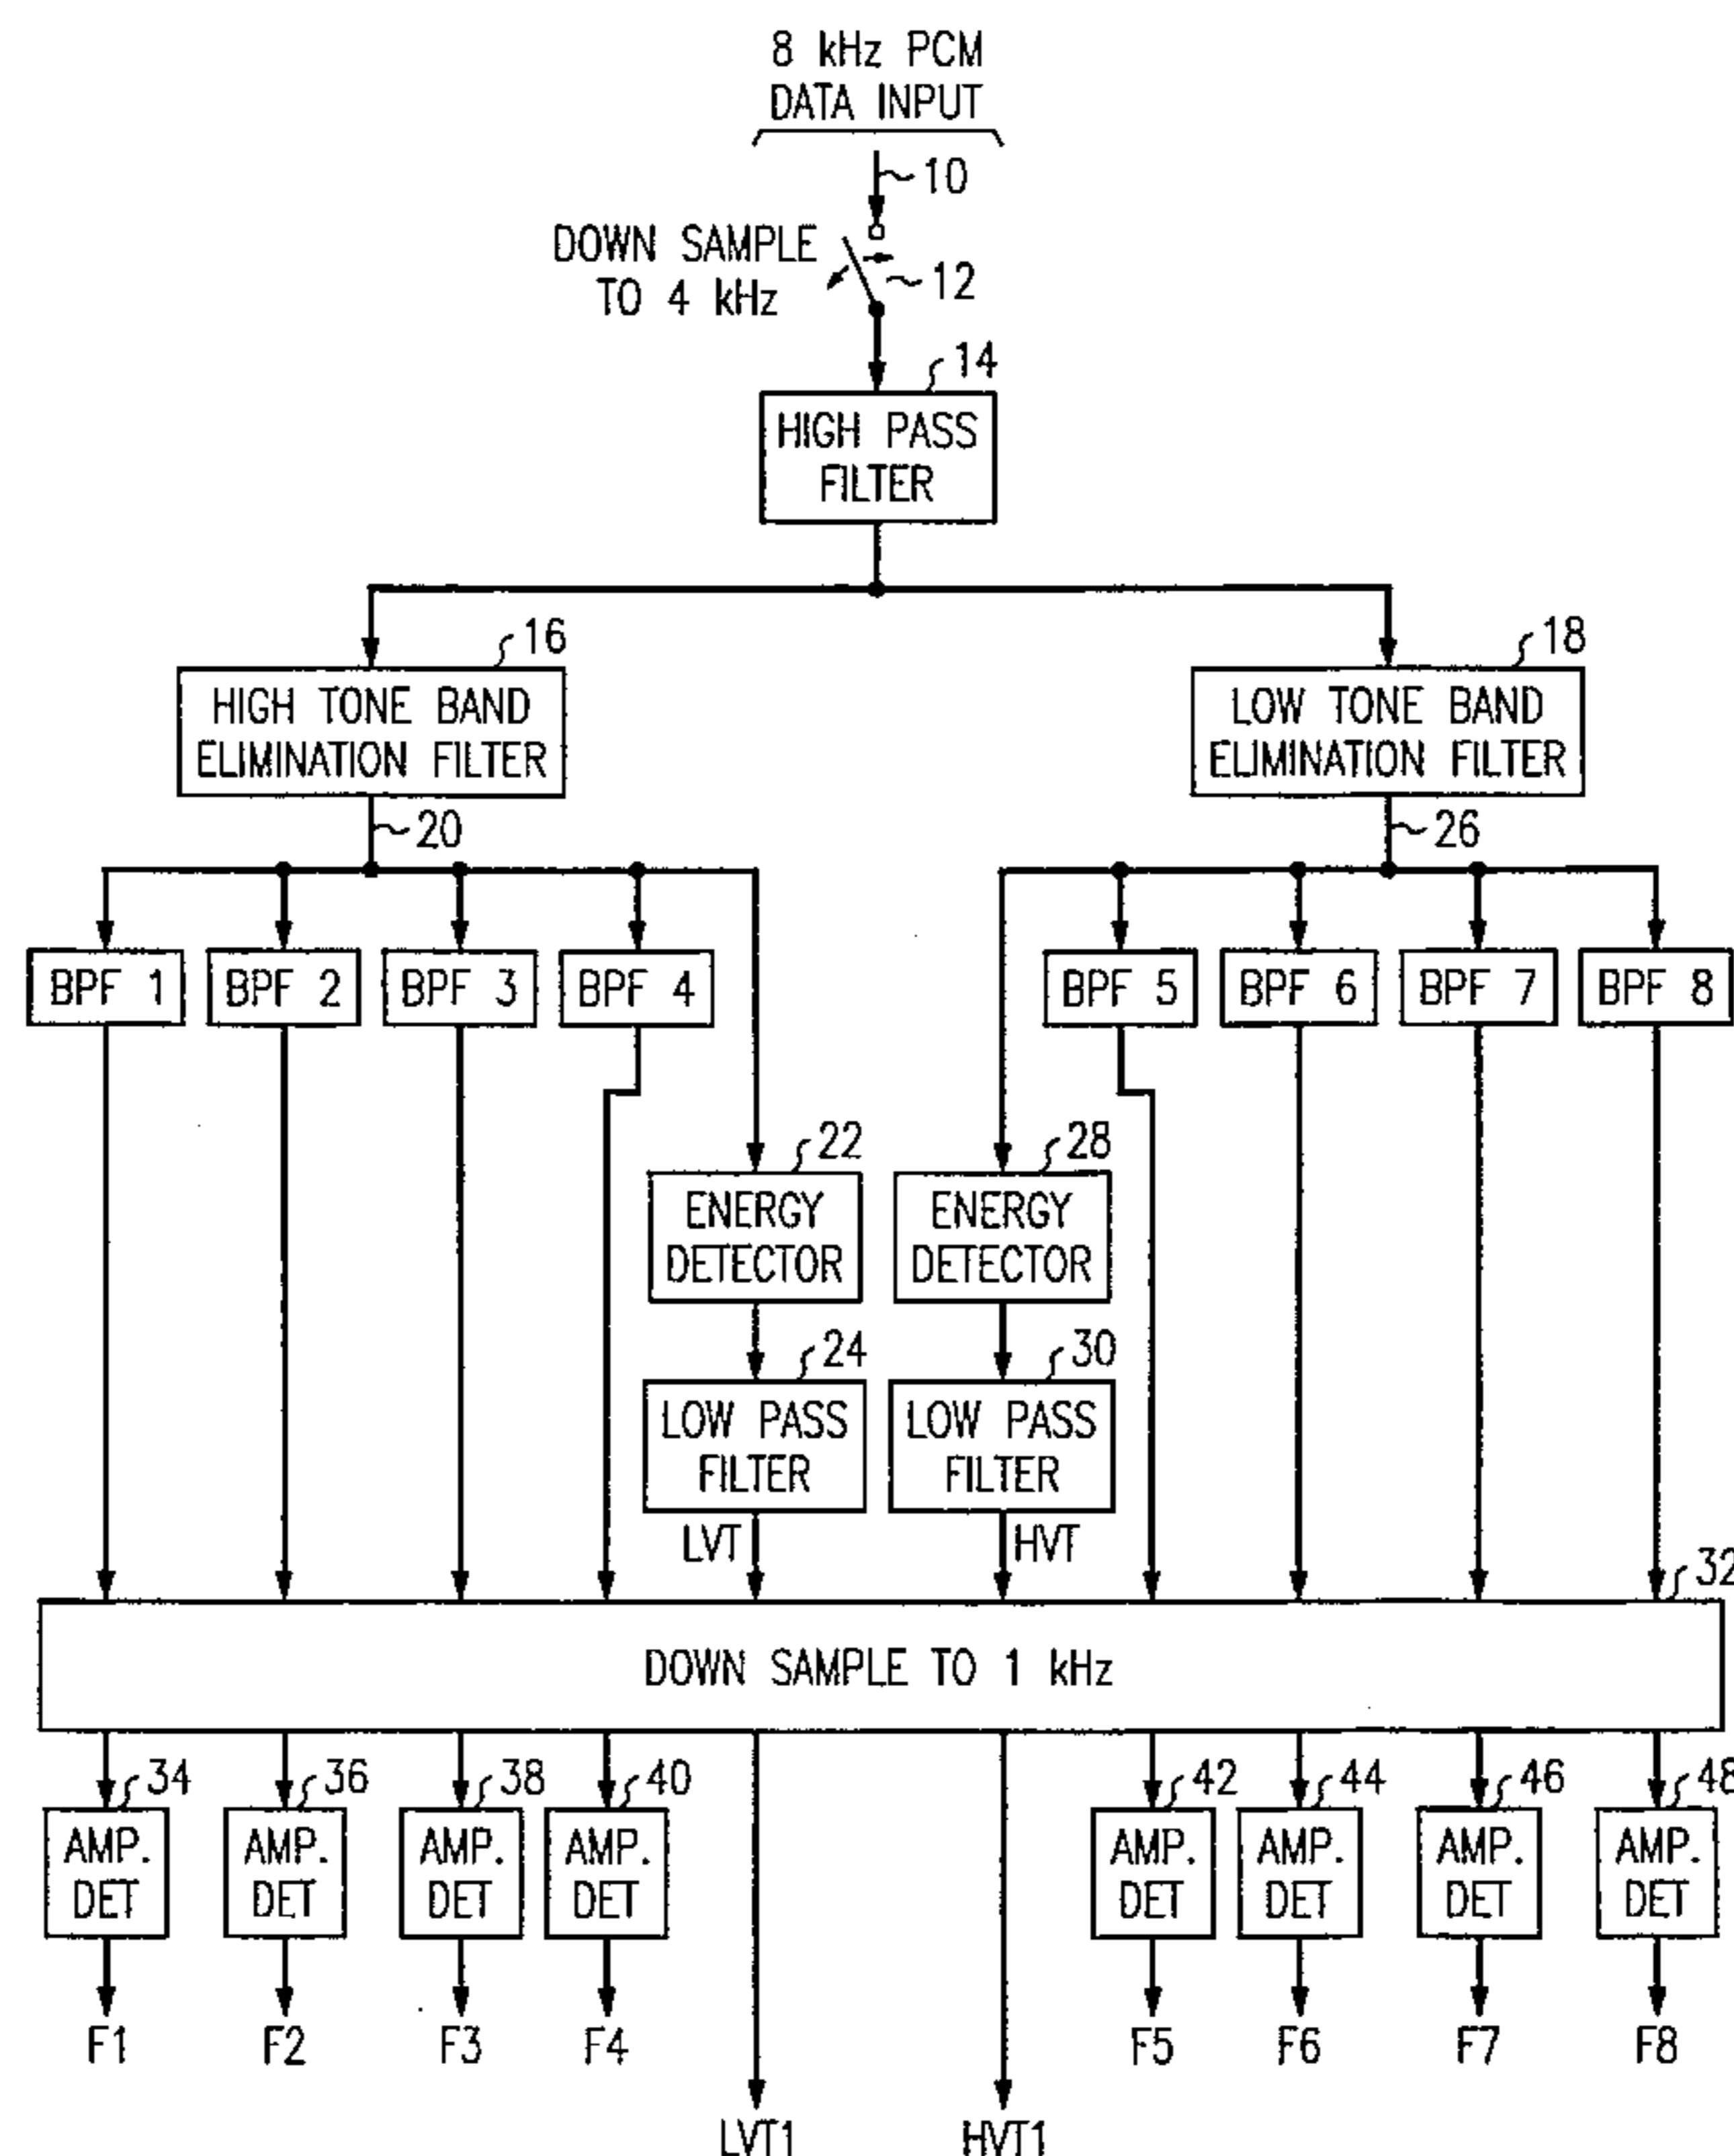 8 kHz PCM
DATA INPUT
10
DOWN SAMPLE
TO 4 kHz
12
14
HIGH PASS
FILTER
16
HIGH TONE BAND
ELIMINATION FILTER
18
LOW TONE BAND
ELIMINATION FILTER
20
26
BPF 1
BPF 2
BPF 3
BPF 4
BPF 5
BPF 6
BPF 7
BPF 8
22
ENERGY
DETECTOR
28
ENERGY
DETECTOR
24
LOW PASS
FILTER
30
LOW PASS
FILTER
LVT
HVT
32
DOWN SAMPLE TO 1 kHz
34
36
38
40
42
44
46
48
AMP.
DET
AMP.
DET
AMP.
DET
AMP.
DET
AMP.
DET
AMP.
DET
AMP.
DET
AMP.
DET
F1
F2
F3
F4
F5
F6
F7
F8
LVT1
HVT1